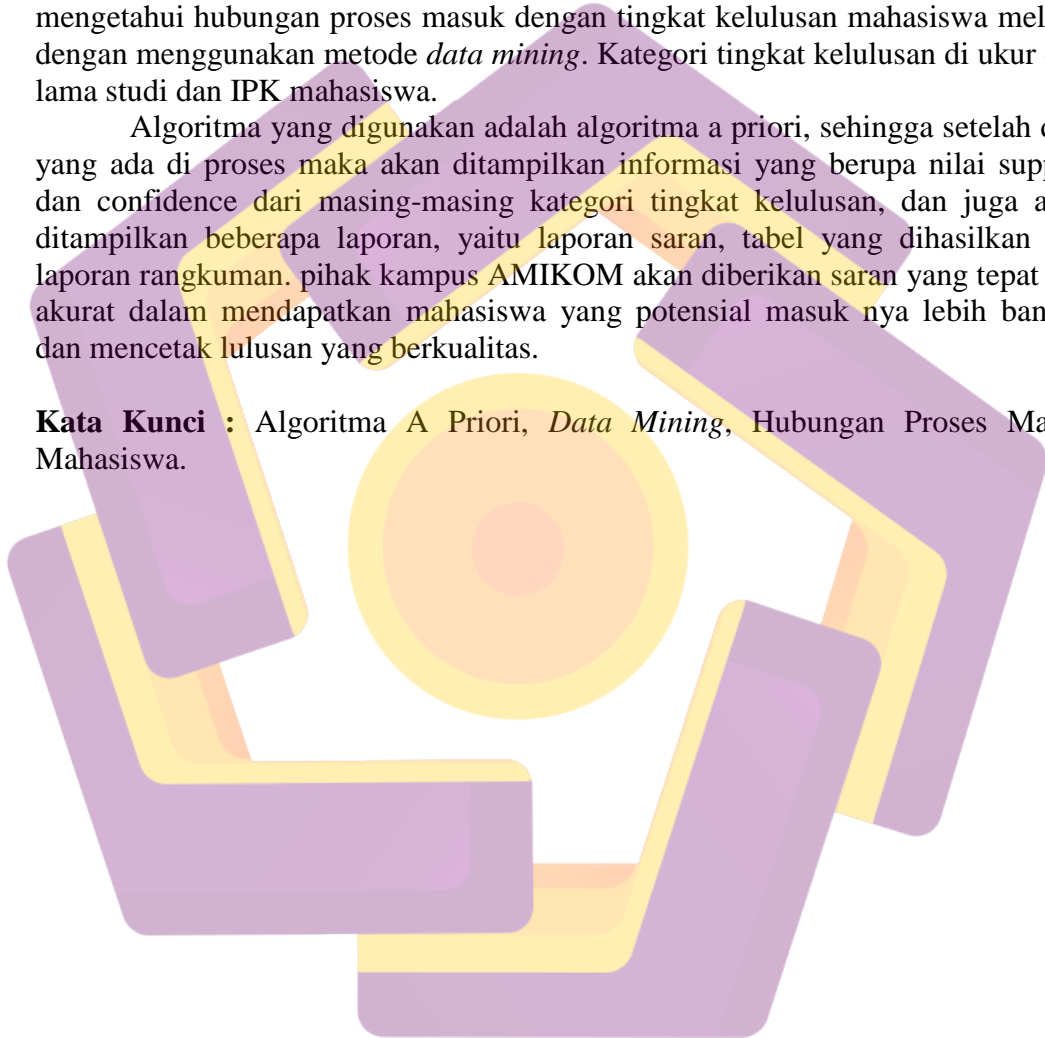 mengetahui hubungan proses masuk dengan tingkat kelulusan mahasiswa mel
dengan menggunakan metode data mining. Kategori tingkat kelulusan di ukur
lama studi dan IPK mahasiswa.
Algoritma yang digunakan adalah algoritma a priori, sehingga setelah
yang ada di proses maka akan ditampilkan informasi yang berupa nilai supp
dan confidence dari masing-masing kategori tingkat kelulusan, dan juga a
ditampilkan beberapa laporan, yaitu laporan saran, tabel yang dihasilkan
laporan rangkuman. pihak kampus AMIKOM akan diberikan saran yang tepat
akurat dalam mendapatkan mahasiswa yang potensial masuk nya lebih ban
dan mencetak lulusan yang berkualitas.
Kata Kunci : Algoritma A Priori, Data Mining, Hubungan Proses Ma
Mahasiswa.